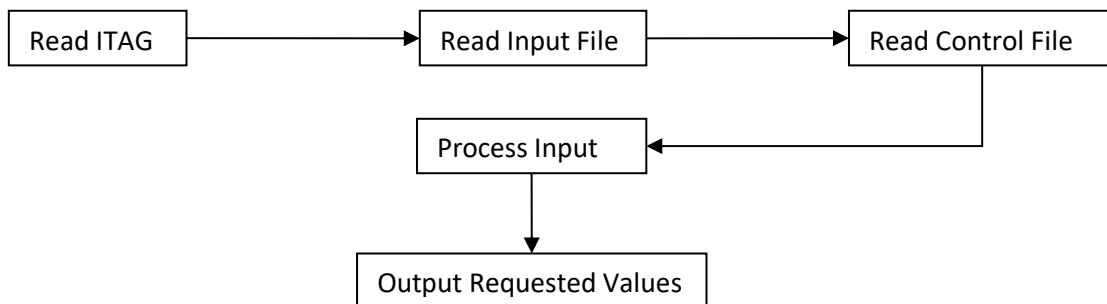 Read ITAG
Read Input File
Read Control File
Process Input
Output Requested Values